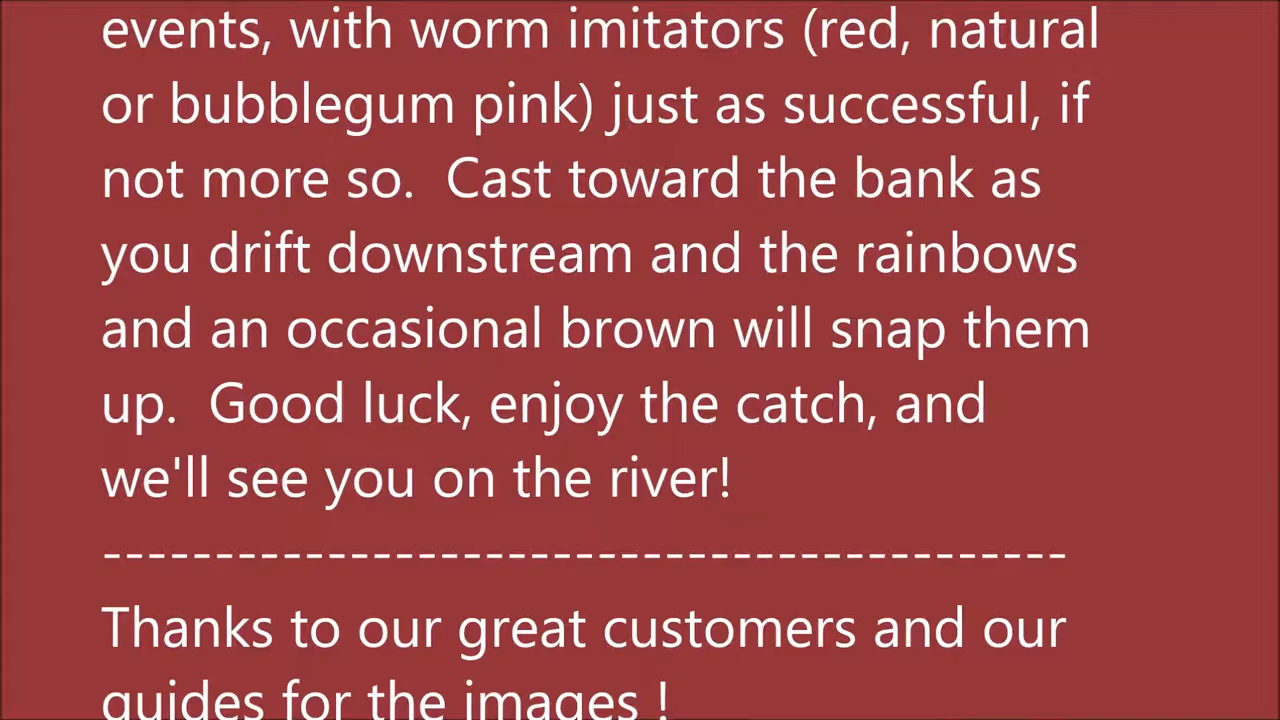 events, with worm imitators (red, natural
or bubblegum pink) just as successful, if
not more so.  Cast toward the bank as
you drift downstream and the rainbows
and an occasional brown will snap them
up.  Good luck, enjoy the catch, and
we'll see you on the river!
--------------------------------------------
Thanks to our great customers and our
guides for the images !